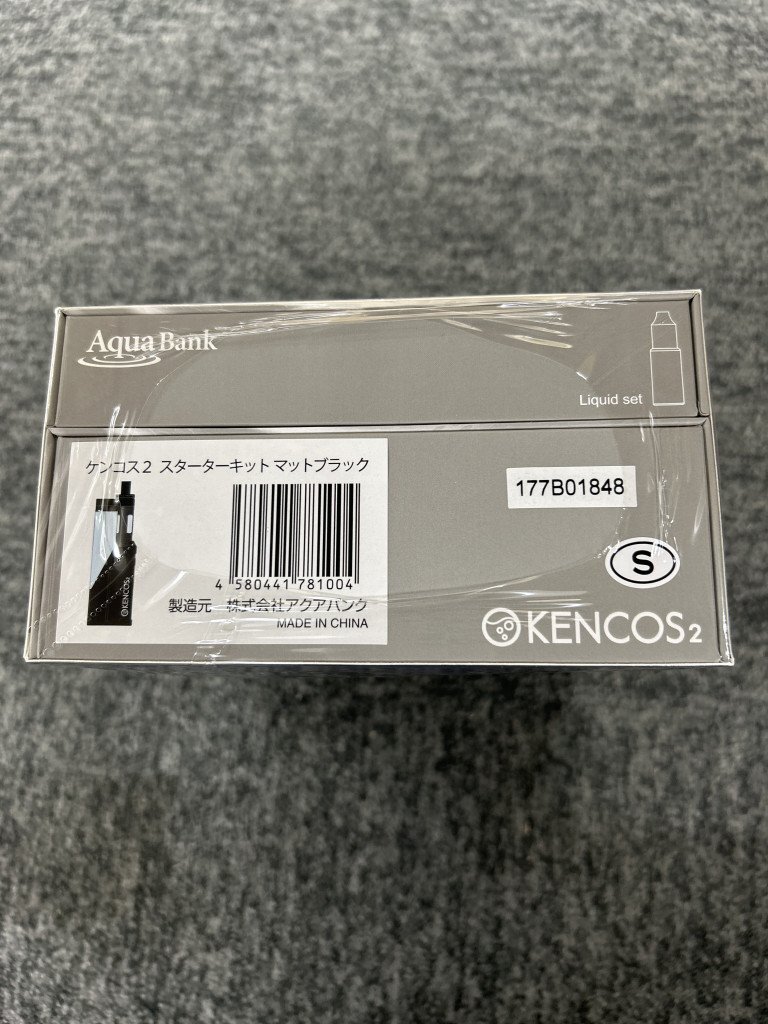 Aqua Bank
Liquid set
ケンコス2 スターターキット マットブラック
177B01848
4 580441 781004
S
製造元 株式会社アクアバンク
MADE IN CHINA
KENCOS2
KENCOS2